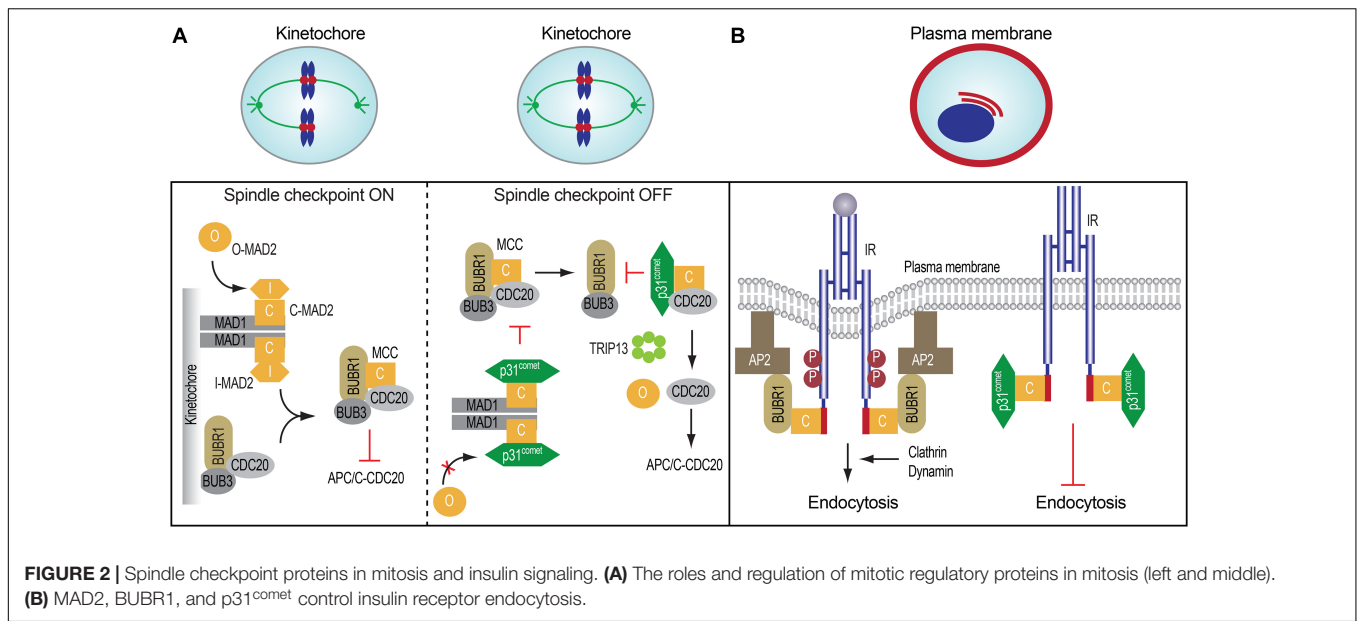 A
Kinetochore
Kinetochore
B
Plasma membrane
Spindle checkpoint ON
O
O-MAD2
I
C
C-MAD2
MAD1
MAD1
C
I
I-MAD2
Kinetochore
BUBR1
CDC20
BUB3
MCC
BUBR1
C
CDC20
BUB3
APC/C-CDC20
Spindle checkpoint OFF
MCC
BUBR1
C
CDC20
BUB3
BUBR1
BUB3
p31comet
C
CDC20
TRIP13
O
CDC20
APC/C-CDC20
p31comet
C
MAD1
MAD1
C
p31comet
O
IR
Plasma membrane
AP2
BUBR1
C
P
P
P
P
AP2
BUBR1
C
Clathrin
Dynamin
Endocytosis
IR
p31comet
C
C
p31comet
Endocytosis
FIGURE 2 | Spindle checkpoint proteins in mitosis and insulin signaling. (A) The roles and regulation of mitotic regulatory proteins in mitosis (left and middle).
(B) MAD2, BUBR1, and p31comet control insulin receptor endocytosis.